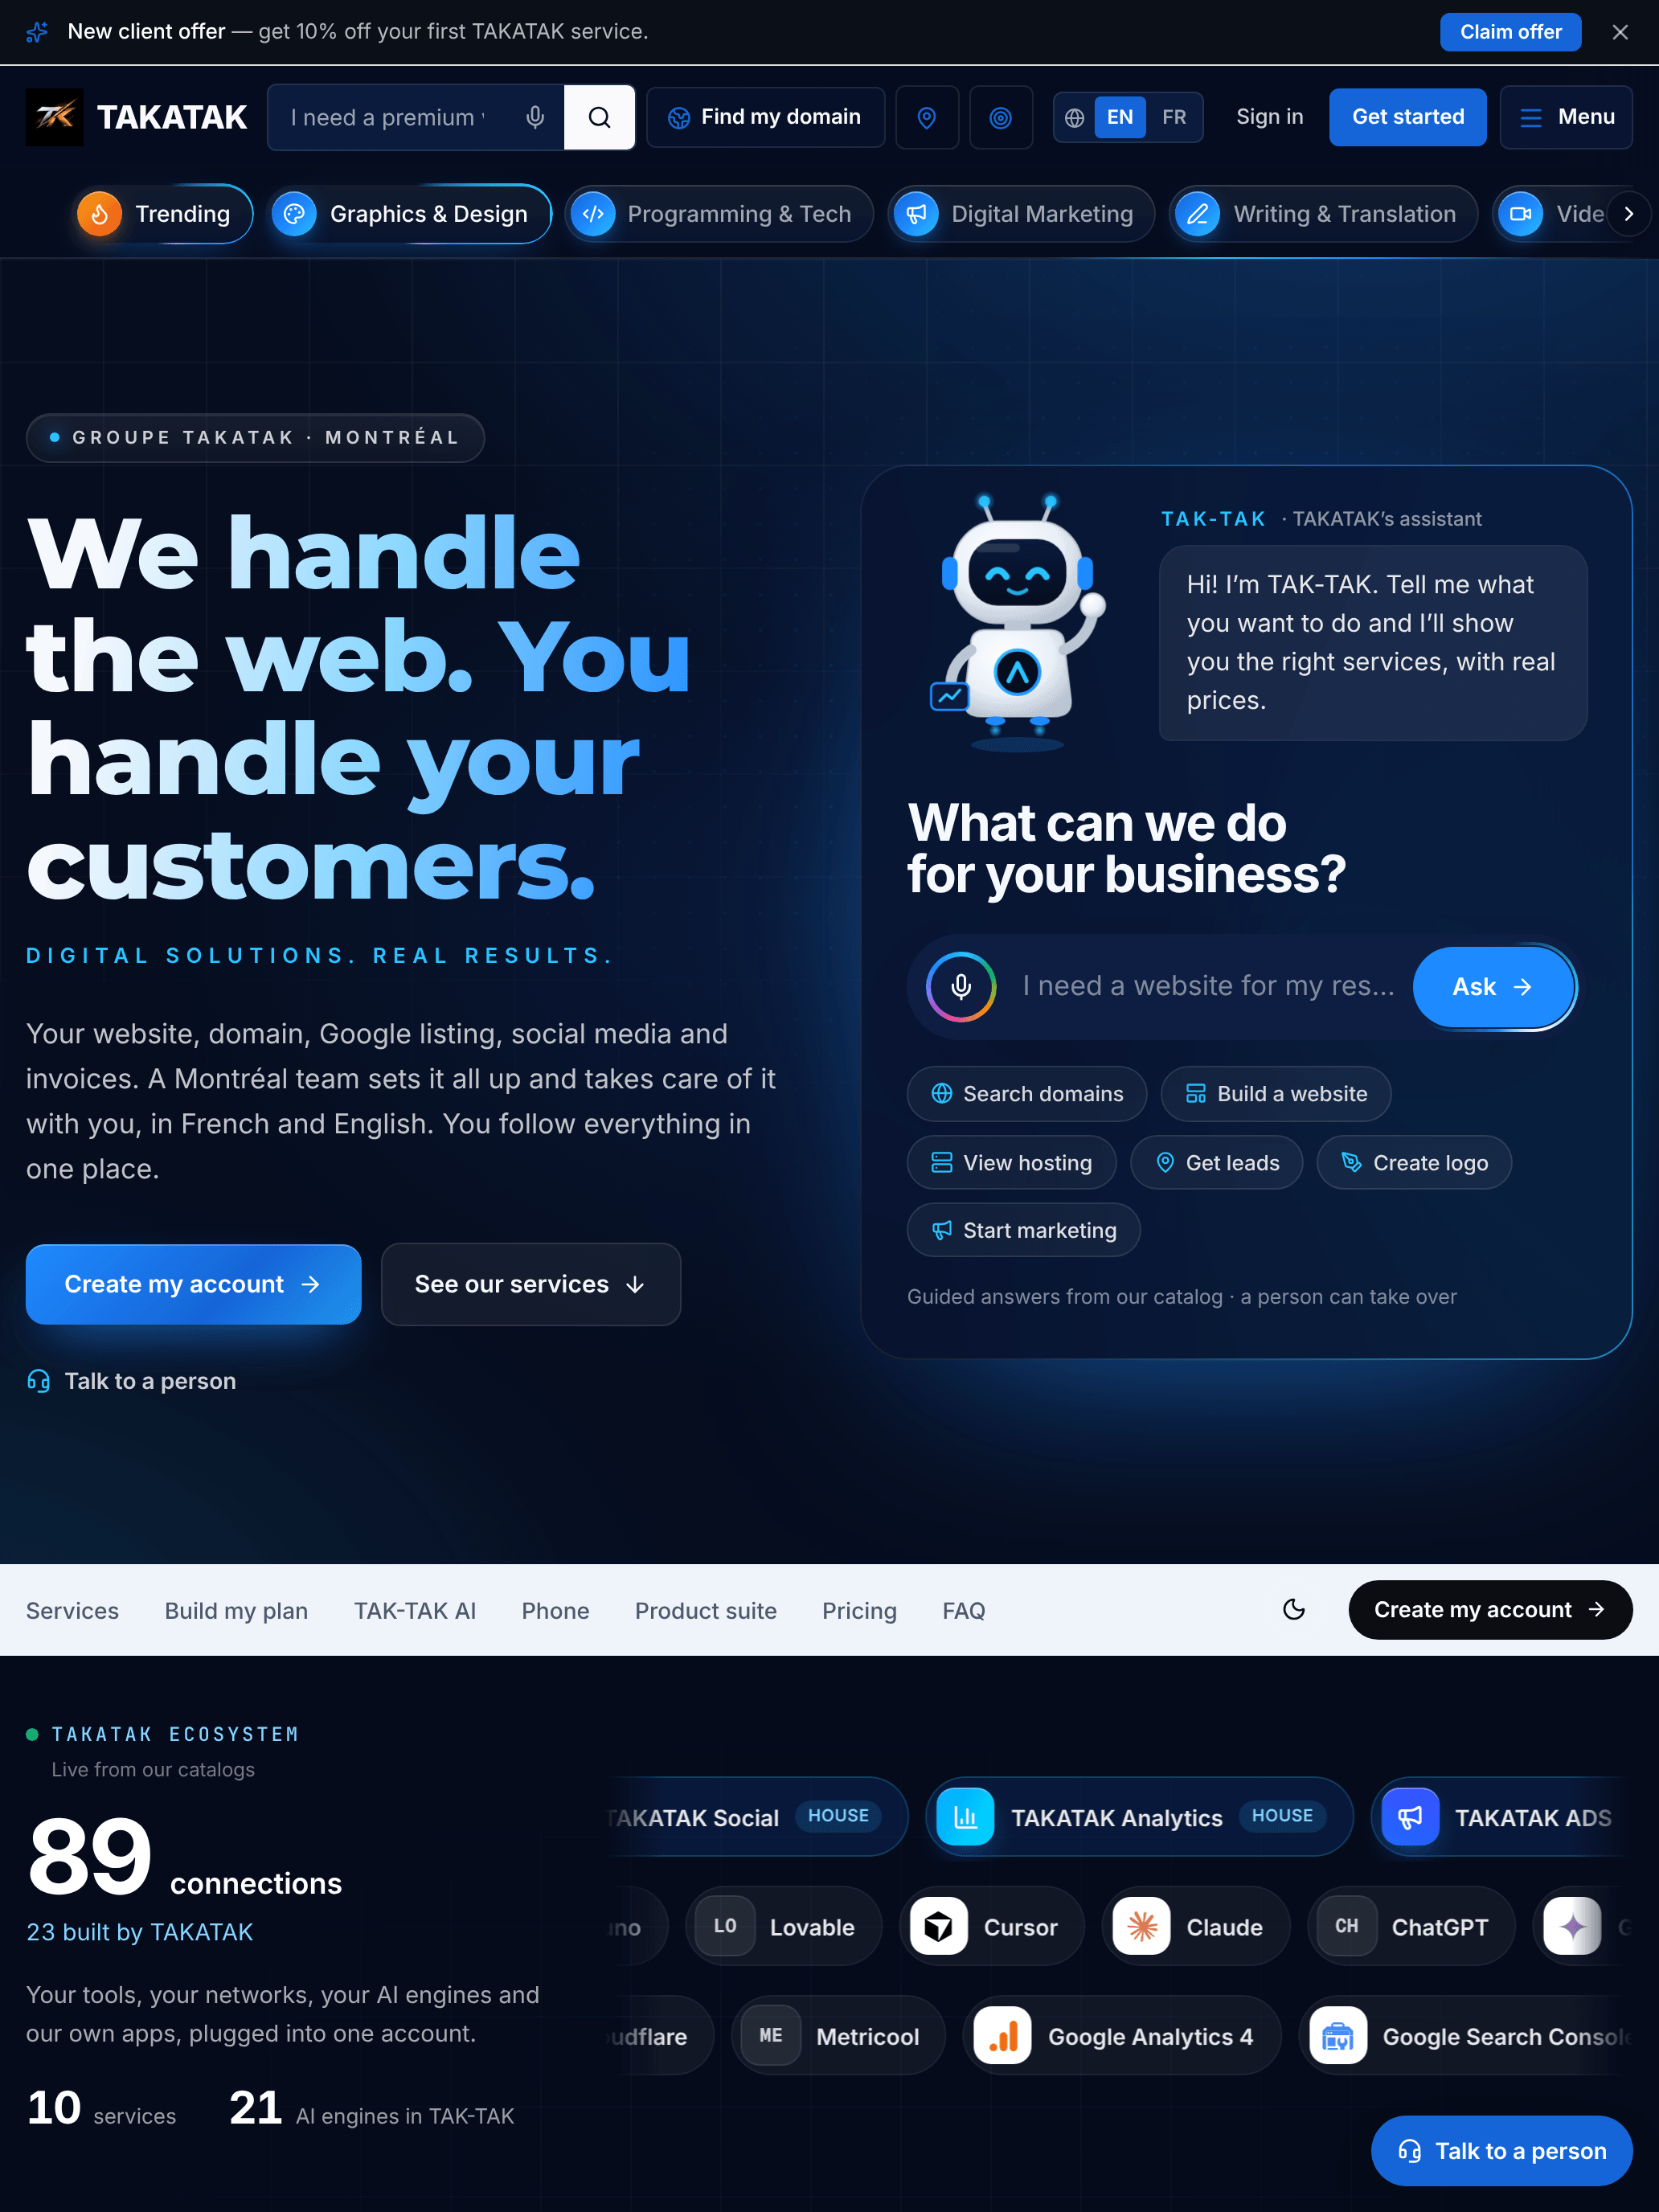 New client offer — get 10% off your first TAKATAK service.
Claim offer
TK
TAKATAK
I need a premium
Find my domain
EN
FR
Sign in
Get started
Menu
Trending
Graphics & Design
Programming & Tech
Digital Marketing
Writing & Translation
GROUPE TAKATAK · MONTRÉAL
We handle
the web. You
handle your
customers.
DIGITAL SOLUTIONS. REAL RESULTS.
Your website, domain, Google listing, social media and
invoices. A Montréal team sets it all up and takes care of it
with you, in French and English. You follow everything in
one place.
Create my account
See our services
Talk to a person
TAK-TAK · TAKATAK’s assistant
Hi! I’m TAK-TAK. Tell me what
you want to do and I’ll show
you the right services, with real
prices.
What can we do
for your business?
I need a website for my res...
Ask
Search domains
Build a website
View hosting
Get leads
Create logo
Start marketing
Guided answers from our catalog · a person can take over
Services
Build my plan
TAK-TAK AI
Phone
Product suite
Pricing
FAQ
Create my account
TAKATAK ECOSYSTEM
Live from our catalogs
89 connections
23 built by TAKATAK
Your tools, your networks, your AI engines and
our own apps, plugged into one account.
10 services
21 AI engines in TAK-TAK
TAKATAK Social HOUSE
TAKATAK Analytics HOUSE
TAKATAK ADS
LO Lovable
Cursor
Claude
CH ChatGPT
ME Metricool
Google Analytics 4
Google Search Console
Talk to a person